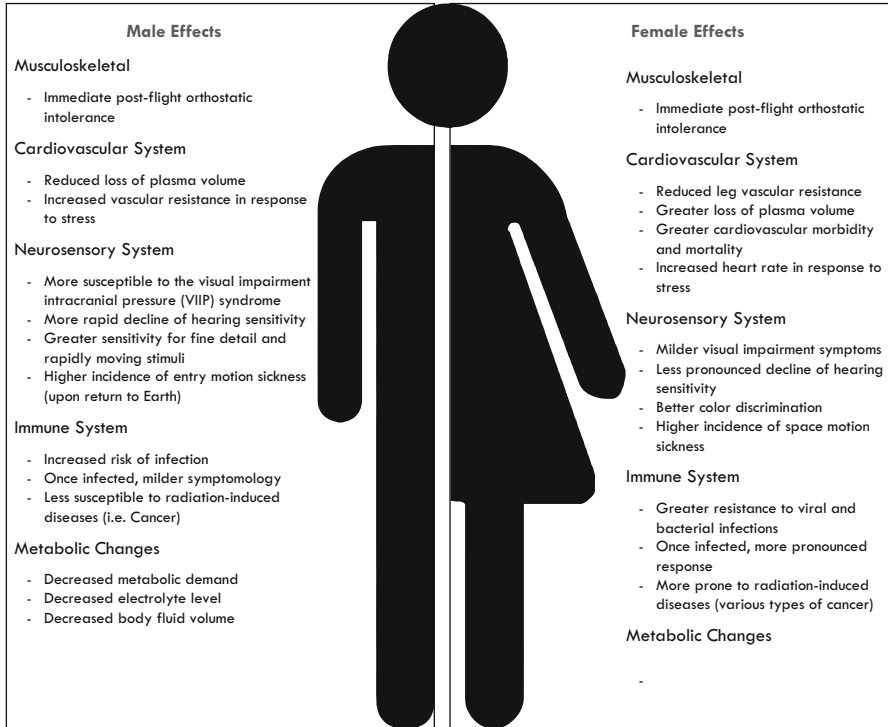 Male Effects
Musculoskeletal
- Immediate post-flight orthostatic
intolerance
Cardiovascular System
- Reduced loss of plasma volume
- Increased vascular resistance in response
to stress
Neurosensory System
- More susceptible to the visual impairment
intracranial pressure (VIIP) syndrome
- More rapid decline of hearing sensitivity
- Greater sensitivity for fine detail and
rapidly moving stimuli
- Higher incidence of entry motion sickness
(upon return to Earth)
Immune System
- Increased risk of infection
- Once infected, milder symptomology
- Less susceptible to radiation-induced
diseases (i.e. Cancer)
Metabolic Changes
- Decreased metabolic demand
- Decreased electrolyte level
- Decreased body fluid volume
Female Effects
Musculoskeletal
- Immediate post-flight orthostatic
intolerance
Cardiovascular System
- Reduced leg vascular resistance
- Greater loss of plasma volume
- Greater cardiovascular morbidity
and mortality
- Increased heart rate in response to
stress
Neurosensory System
- Milder visual impairment symptoms
- Less pronounced decline of hearing
sensitivity
- Better color discrimination
- Higher incidence of space motion
sickness
Immune System
- Greater resistance to viral and
bacterial infections
- Once infected, more pronounced
response
- More prone to radiation-induced
diseases (various types of cancer)
Metabolic Changes
-